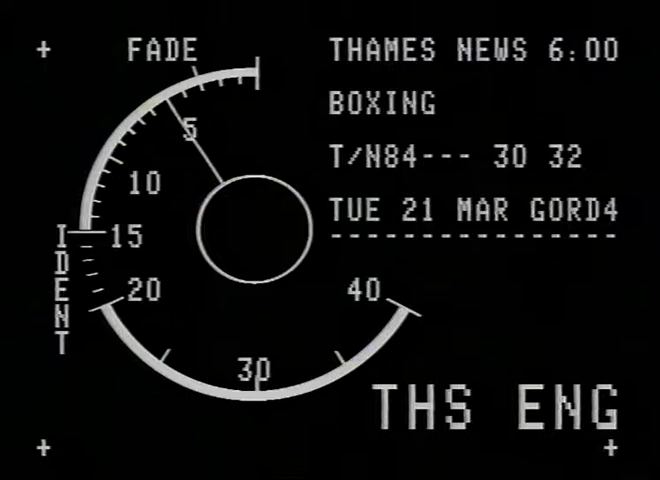 FADE
5
10
15
20
30
40
IDENT
THAMES NEWS 6:00
BOXING
T/N84--- 30 32
TUE 21 MAR GORD4
----------------
THS ENG